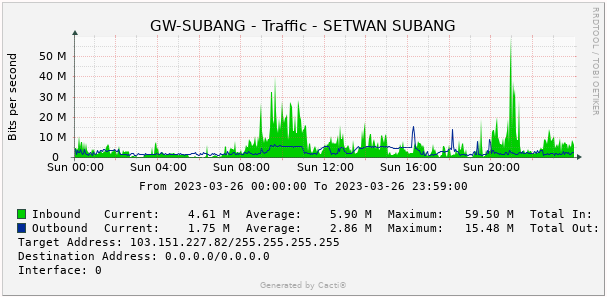 GW-SUBANG - Traffic - SETWAN SUBANG
RRDTOOL / TOBI OETIKER
Bits per second
50 M
40 M
30 M
20 M
10 M
0
Sun 00:00 Sun 04:00 Sun 08:00 Sun 12:00 Sun 16:00 Sun 20:00
From 2023-03-26 00:00:00 To 2023-03-26 23:59:00
Inbound Current: 4.61 M Average: 5.90 M Maximum: 59.50 M Total In:
Outbound Current: 1.75 M Average: 2.86 M Maximum: 15.48 M Total Out:
Target Address: 103.151.227.82/255.255.255.255
Destination Address: 0.0.0.0/0.0.0.0
Interface: 0
Generated by Cacti®